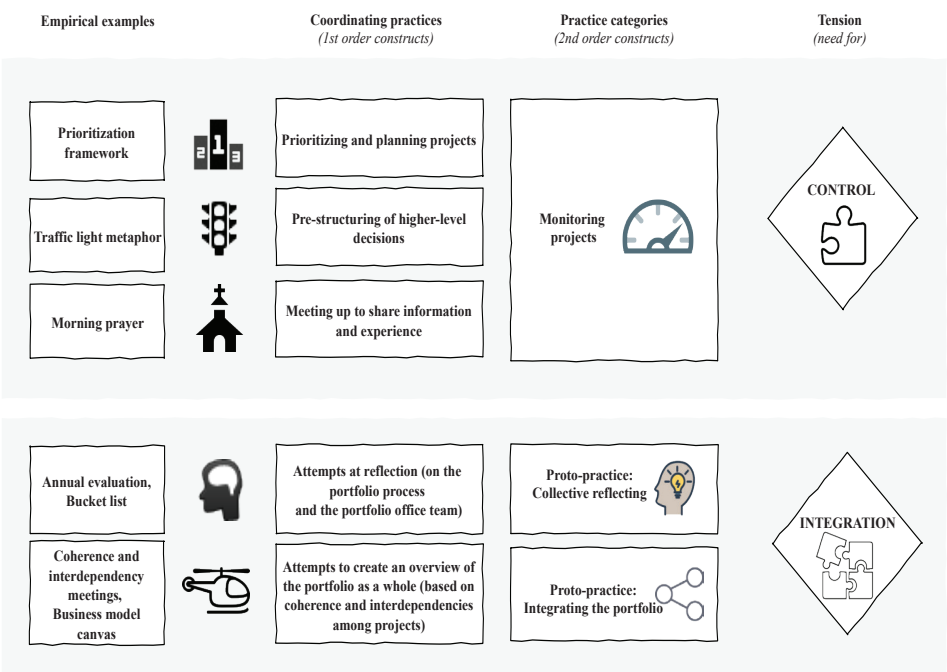 Empirical examples
Coordinating practices
(1st order constructs)
Practice categories
(2nd order constructs)
Tension
(need for)
Prioritization
framework
2 1 3
Prioritizing and planning projects
Monitoring
projects
CONTROL
Traffic light metaphor
Pre-structuring of higher-level
decisions
Morning prayer
Meeting up to share information
and experience
Annual evaluation,
Bucket list
Attempts at reflection (on the
portfolio process
and the portfolio office team)
Proto-practice:
Collective reflecting
INTEGRATION
Coherence and
interdependency
meetings,
Business model
canvas
Attempts to create an overview of
the portfolio as a whole (based on
coherence and interdependencies
among projects)
Proto-practice:
Integrating the portfolio